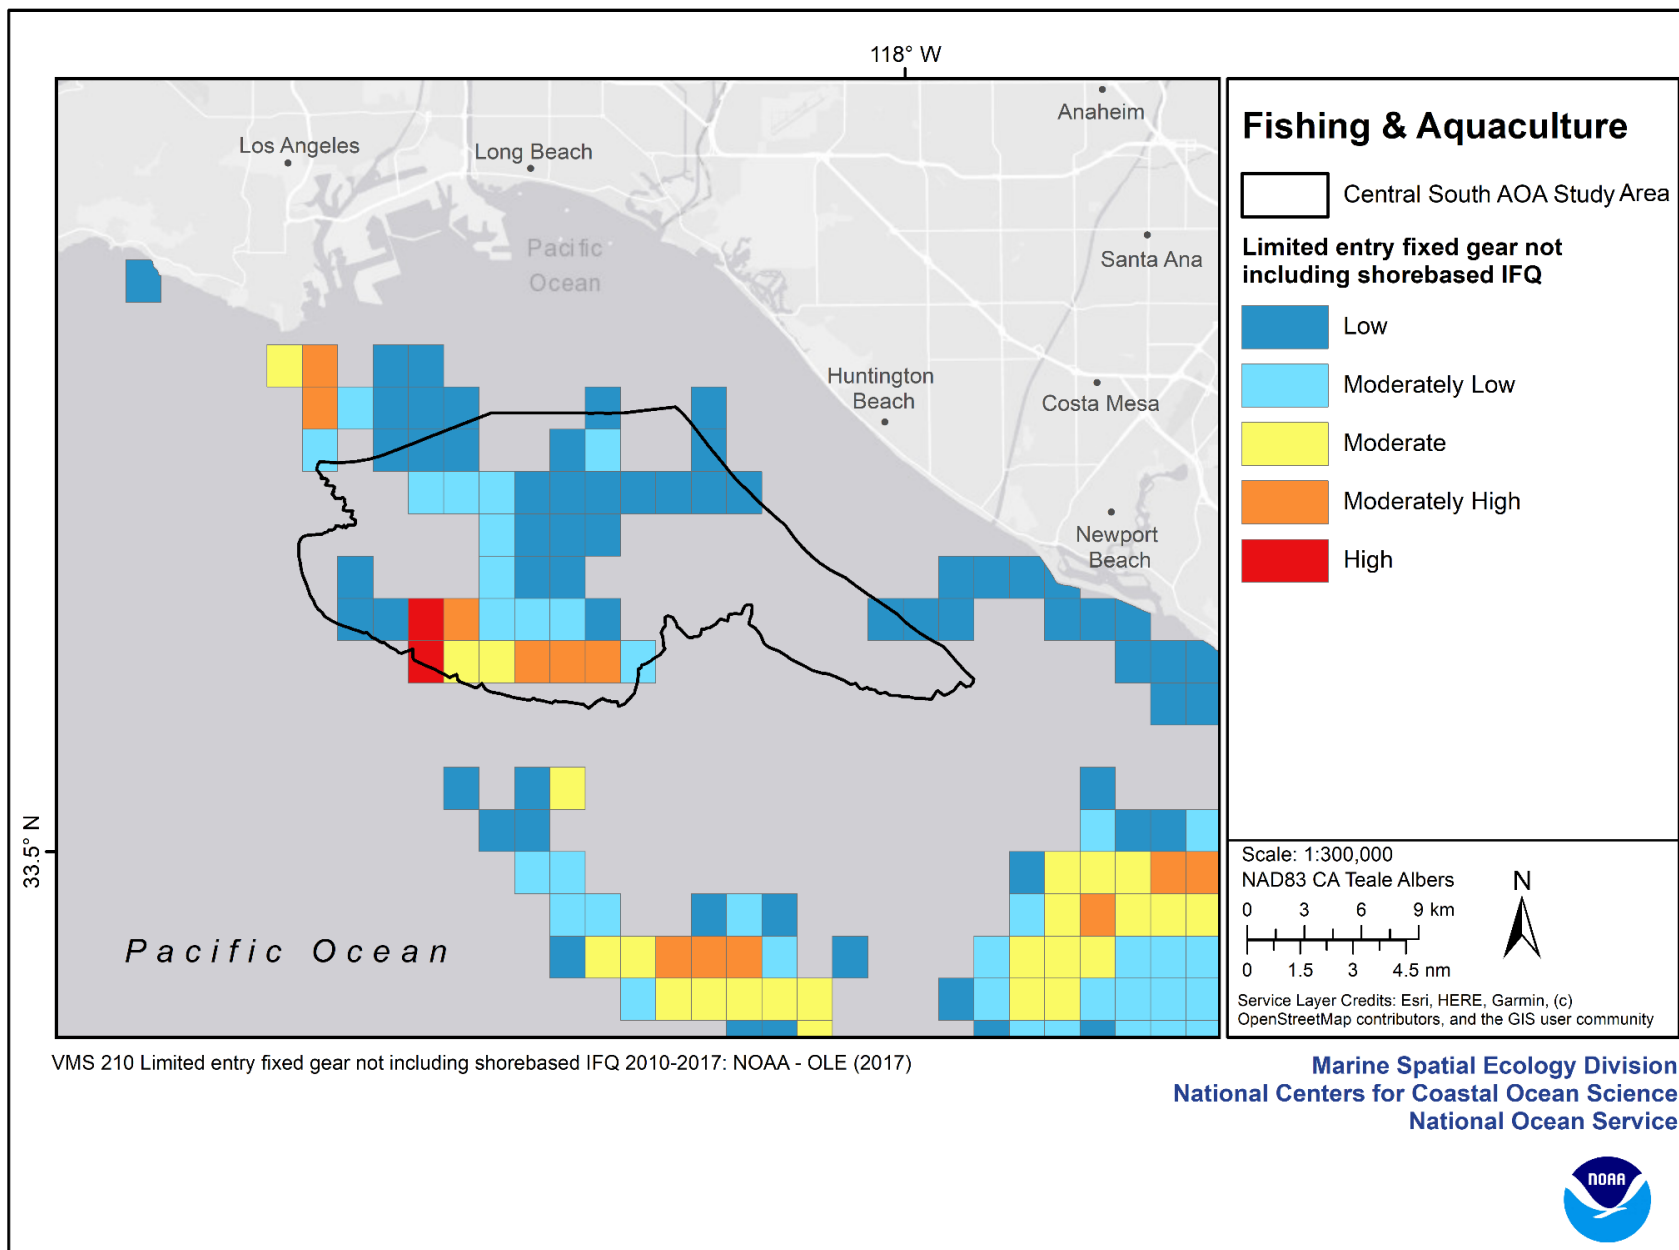 118° W
Anaheim
Los Angeles
Long Beach
Pacific
Ocean
Santa Ana
Huntington
Beach
Costa Mesa
Newport
Beach
33.5° N
Pacific Ocean
Fishing & Aquaculture
Central South AOA Study Area
Limited entry fixed gear not
including shorebased IFQ
Low
Moderately Low
Moderate
Moderately High
High
Scale: 1:300,000
NAD83 CA Teale Albers
0 3 6 9 km
0 1.5 3 4.5 nm
N
Service Layer Credits: Esri, HERE, Garmin, (c)
OpenStreetMap contributors, and the GIS user community
VMS 210 Limited entry fixed gear not including shorebased IFQ 2010-2017: NOAA - OLE (2017)
Marine Spatial Ecology Division
National Centers for Coastal Ocean Science
National Ocean Service
NOAA